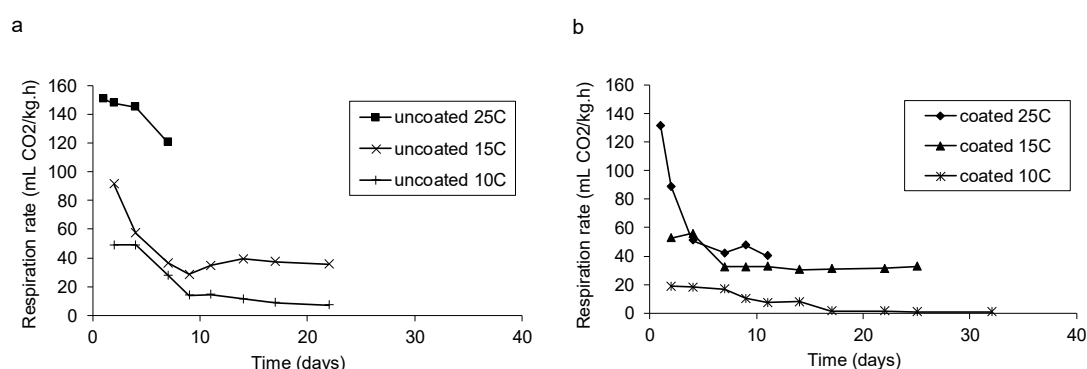 a
Respiration rate (mL CO2/kg.h)
160
140
120
100
80
60
40
20
0
0 10 20 30 40
Time (days)
uncoated 25C
uncoated 15C
uncoated 10C
b
Respiration rate (mL CO2/kg.h)
160
140
120
100
80
60
40
20
0
0 10 20 30 40
Time (days)
coated 25C
coated 15C
coated 10C